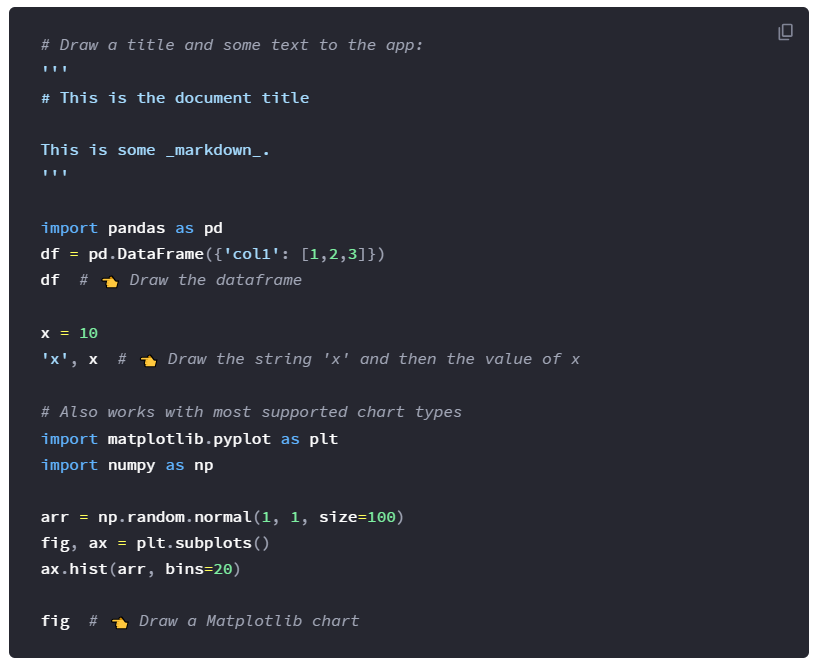 # Draw a title and some text to the app:
'''
# This is the document title

This is some _markdown_.
'''

import pandas as pd
df = pd.DataFrame({'col1': [1,2,3]})
df  # 👈 Draw the dataframe

x = 10
'x', x  # 👈 Draw the string 'x' and then the value of x

# Also works with most supported chart types
import matplotlib.pyplot as plt
import numpy as np

arr = np.random.normal(1, 1, size=100)
fig, ax = plt.subplots()
ax.hist(arr, bins=20)

fig  # 👈 Draw a Matplotlib chart